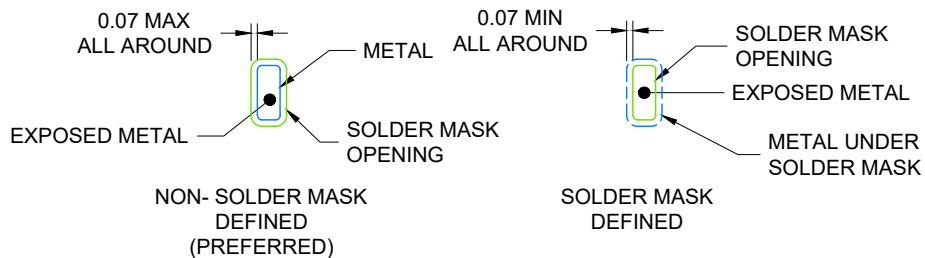 0.07 MAX
ALL AROUND
METAL
EXPOSED METAL
SOLDER MASK
OPENING
NON- SOLDER MASK
DEFINED
(PREFERRED)
0.07 MIN
ALL AROUND
SOLDER MASK
OPENING
EXPOSED METAL
METAL UNDER
SOLDER MASK
SOLDER MASK
DEFINED